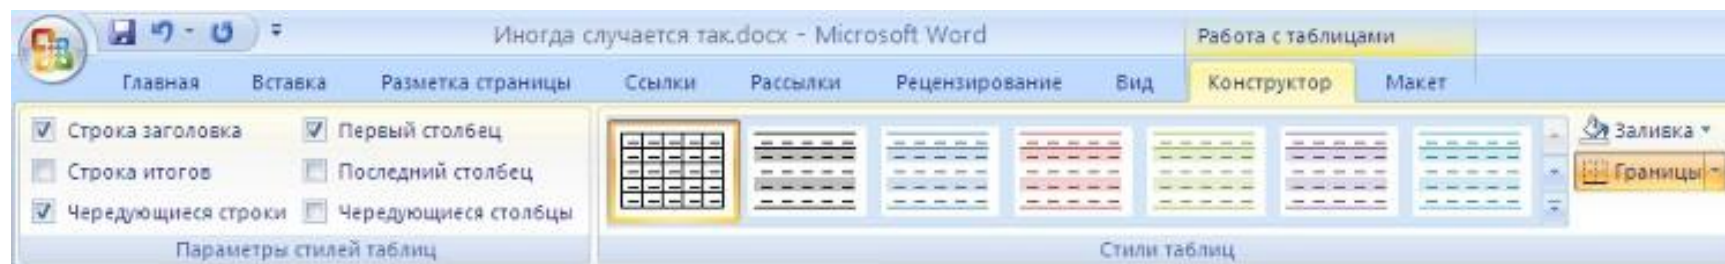 Иногда случается так.docx - Microsoft Word
Работа с таблицами
Главная Вставка Разметка страницы Ссылки Рассылки Рецензирование Вид Конструктор Макет
Строка заголовка Первый столбец
Заливка
Строка итогов Последний столбец
Границы
Чередующиеся строки Чередующиеся столбцы
Параметры стилей таблиц
Стили таблиц